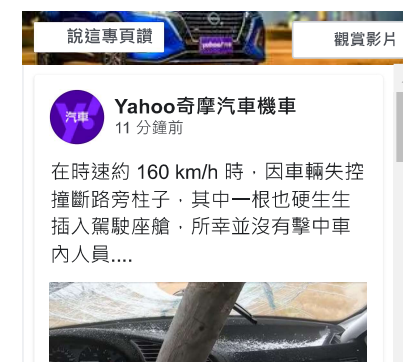 說這專頁讚
觀賞影片
yahoo!
汽車
Yahoo奇摩汽車機車
11 分鐘前
在時速約 160 km/h 時，因車輛失控
撞斷路旁柱子，其中一根也硬生生
插入駕駛座艙，所幸並沒有擊中車
內人員....